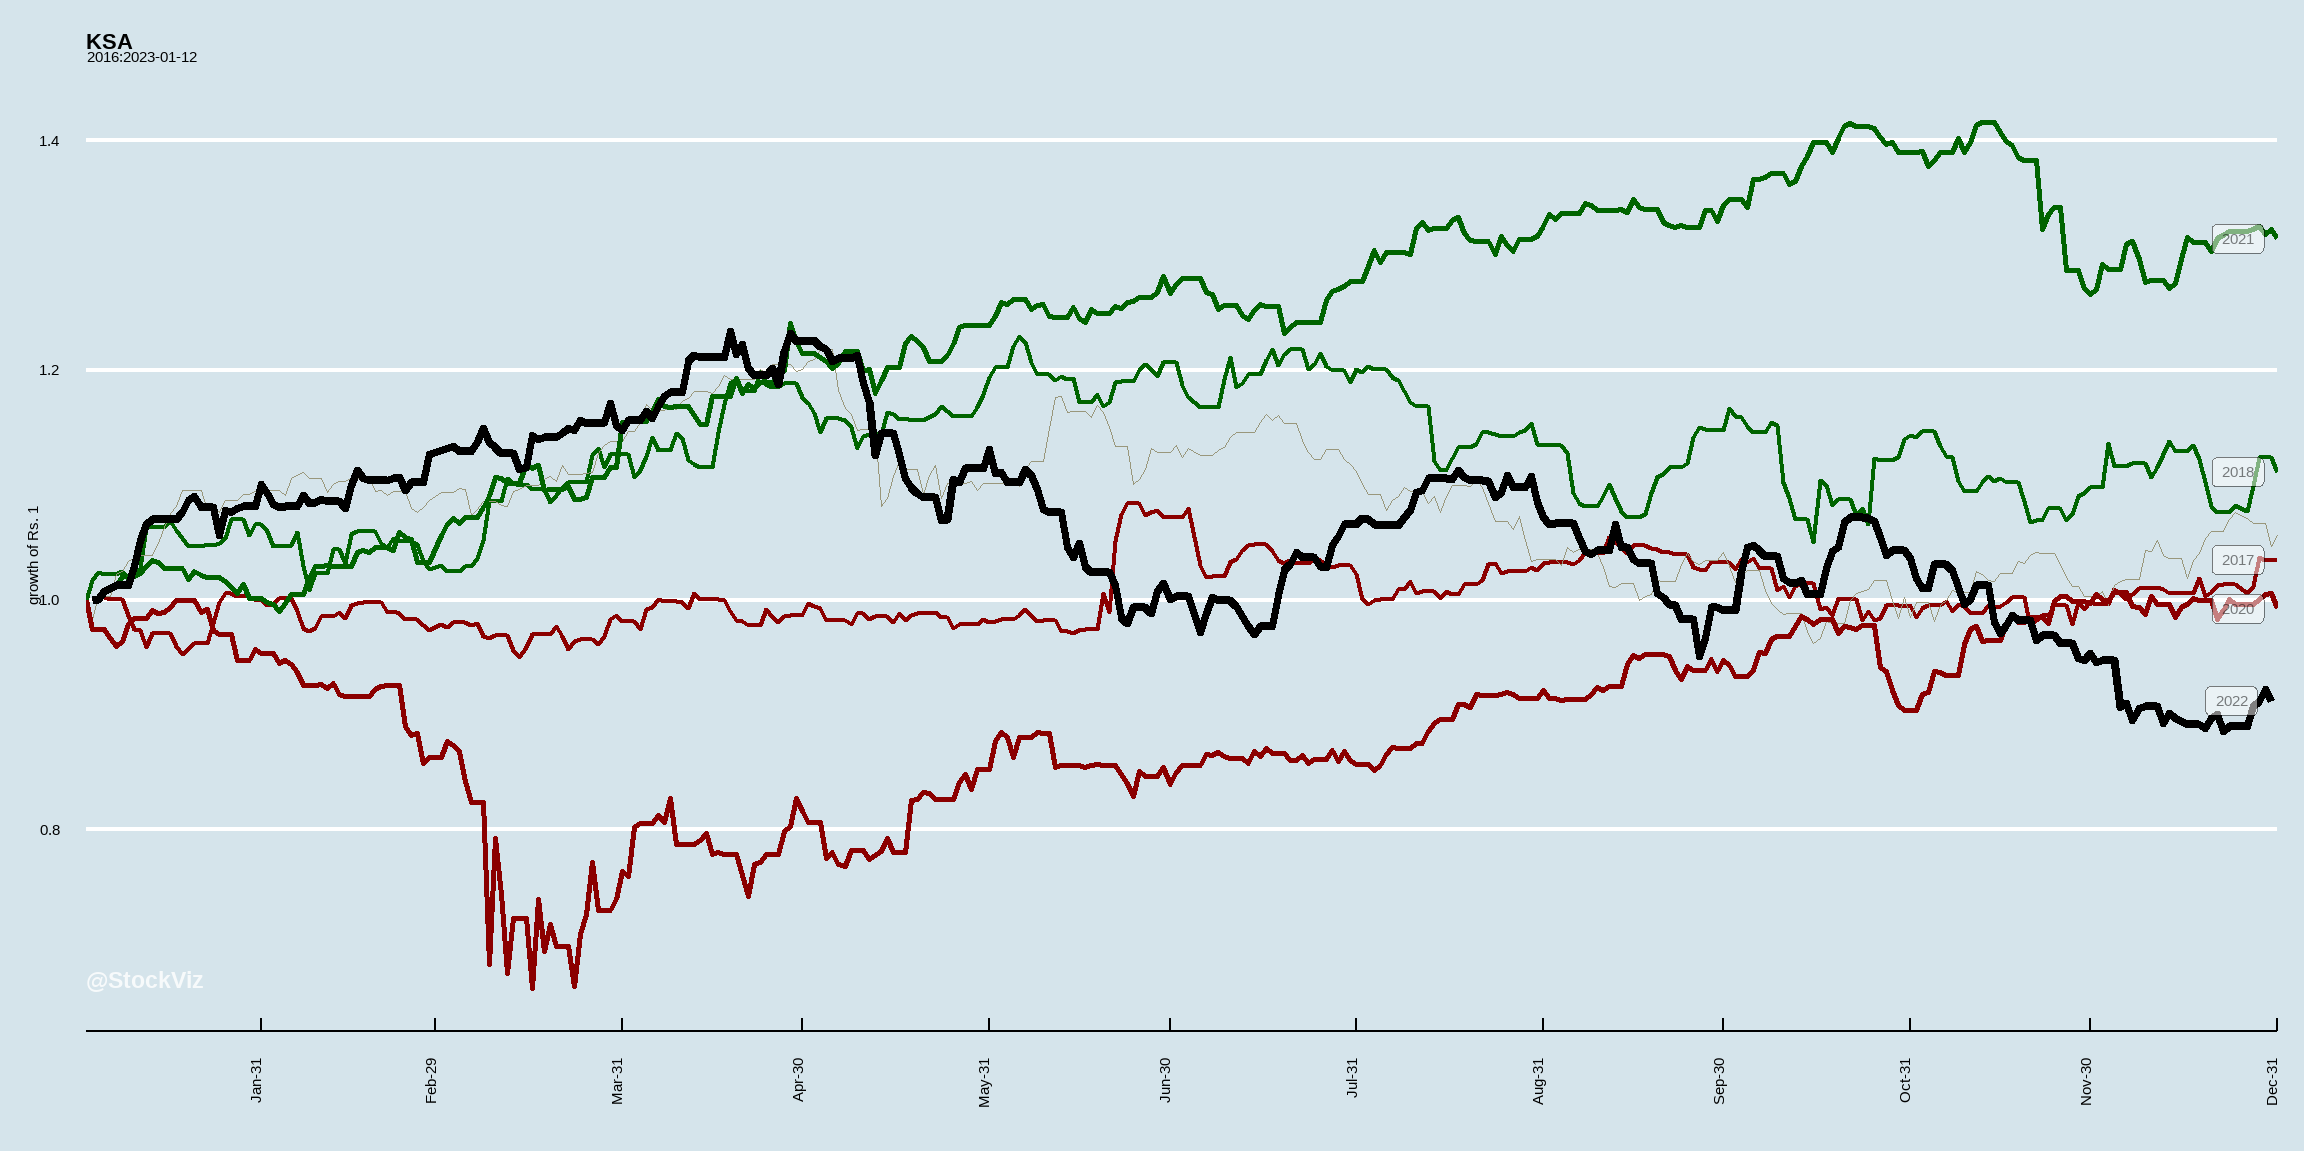 KSA
2016:2023-01-12
1.4
1.2
1.0
0.8
growth of Rs. 1
2021
2018
2017
2020
2022
@StockViz
Jan-31
Feb-29
Mar-31
Apr-30
May-31
Jun-30
Jul-31
Aug-31
Sep-30
Oct-31
Nov-30
Dec-31